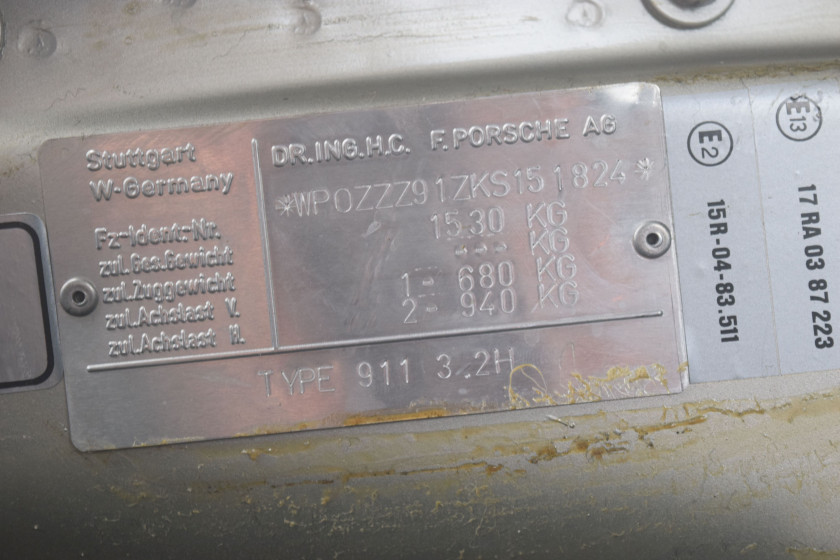 Stuttgart
W-Germany
DR.ING.H.C. F.PORSCHE AG
*WP0ZZZ91ZKS151824*
Fz-Ident.-Nr.
zul.Ges.Gewicht 1530 KG
zul.Zuggewicht --- KG
zul.Achslast V. 1- 680 KG
zul.Achslast H. 2- 940 KG
TYPE 911 3.2H
E2
15R-04-83.511
E13
17 RA 03 87 223